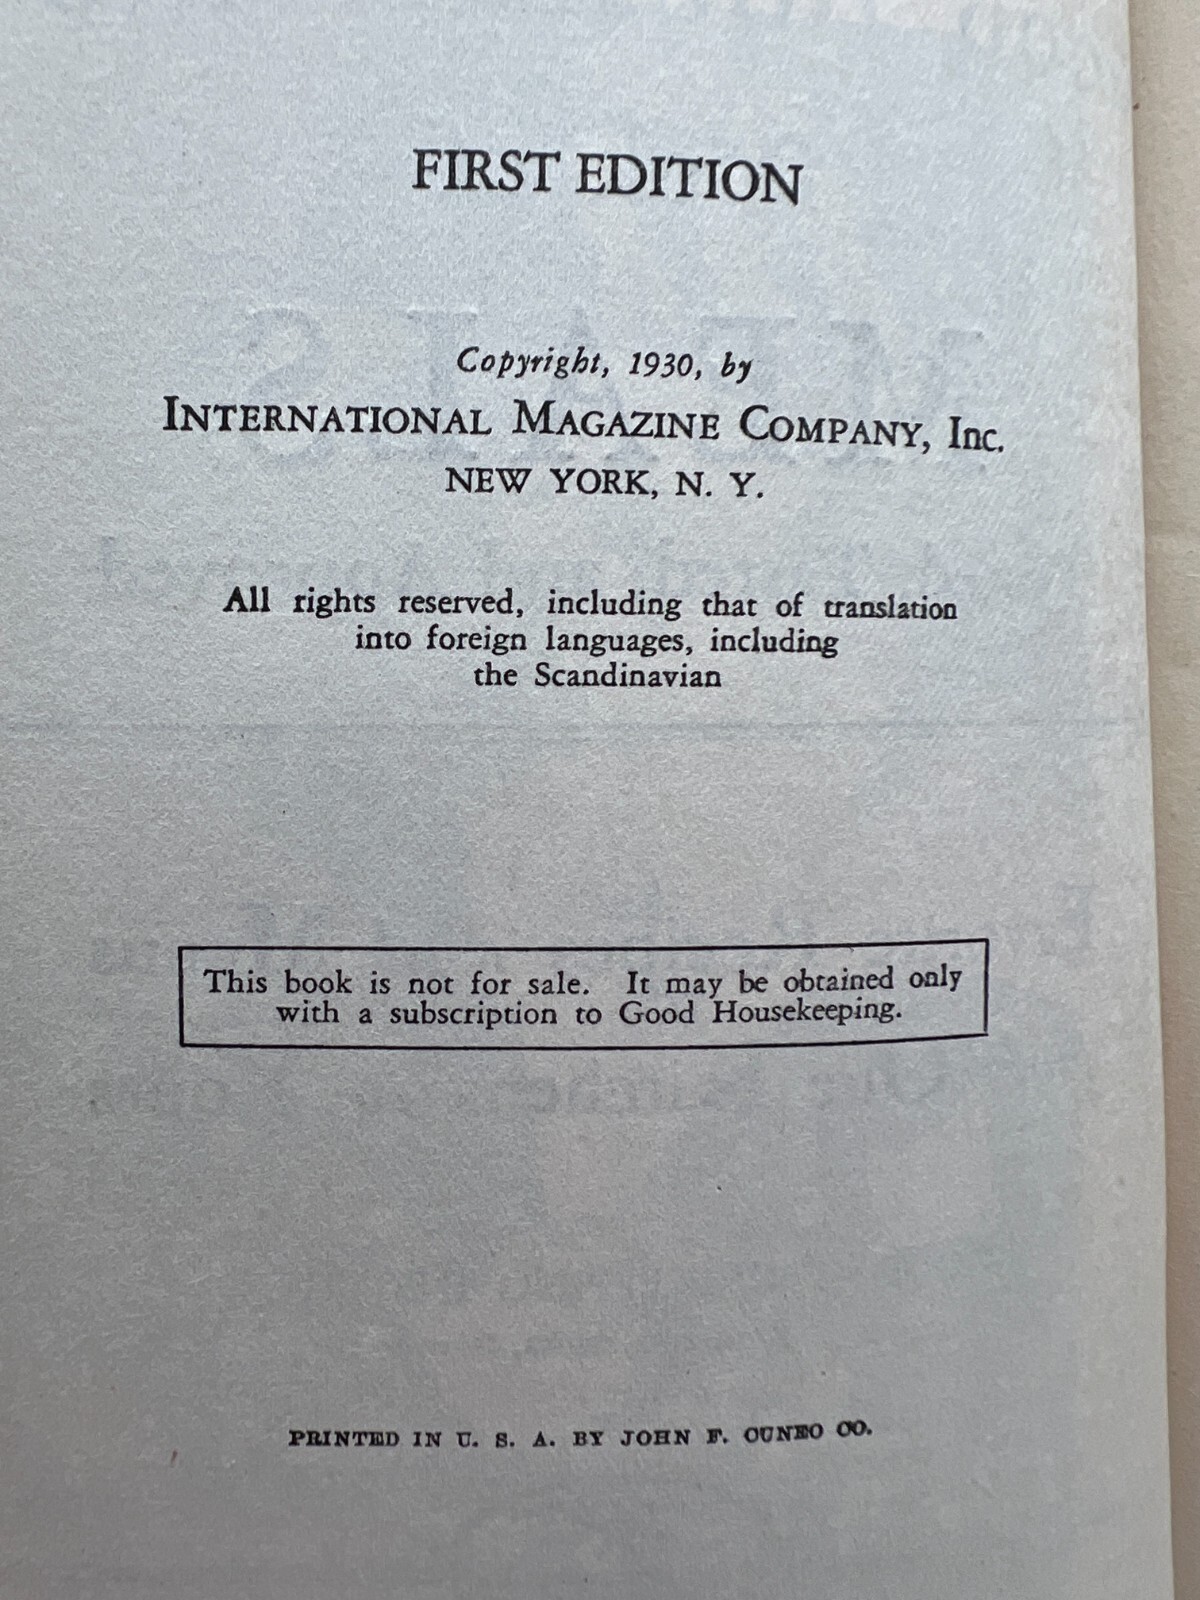 FIRST EDITION
Copyright, 1930, by
INTERNATIONAL MAGAZINE COMPANY, Inc.
NEW YORK, N. Y.
All rights reserved, including that of translation
into foreign languages, including
the Scandinavian
This book is not for sale. It may be obtained only
with a subscription to Good Housekeeping.
PRINTED IN U. S. A. BY JOHN F. CUNEO CO.